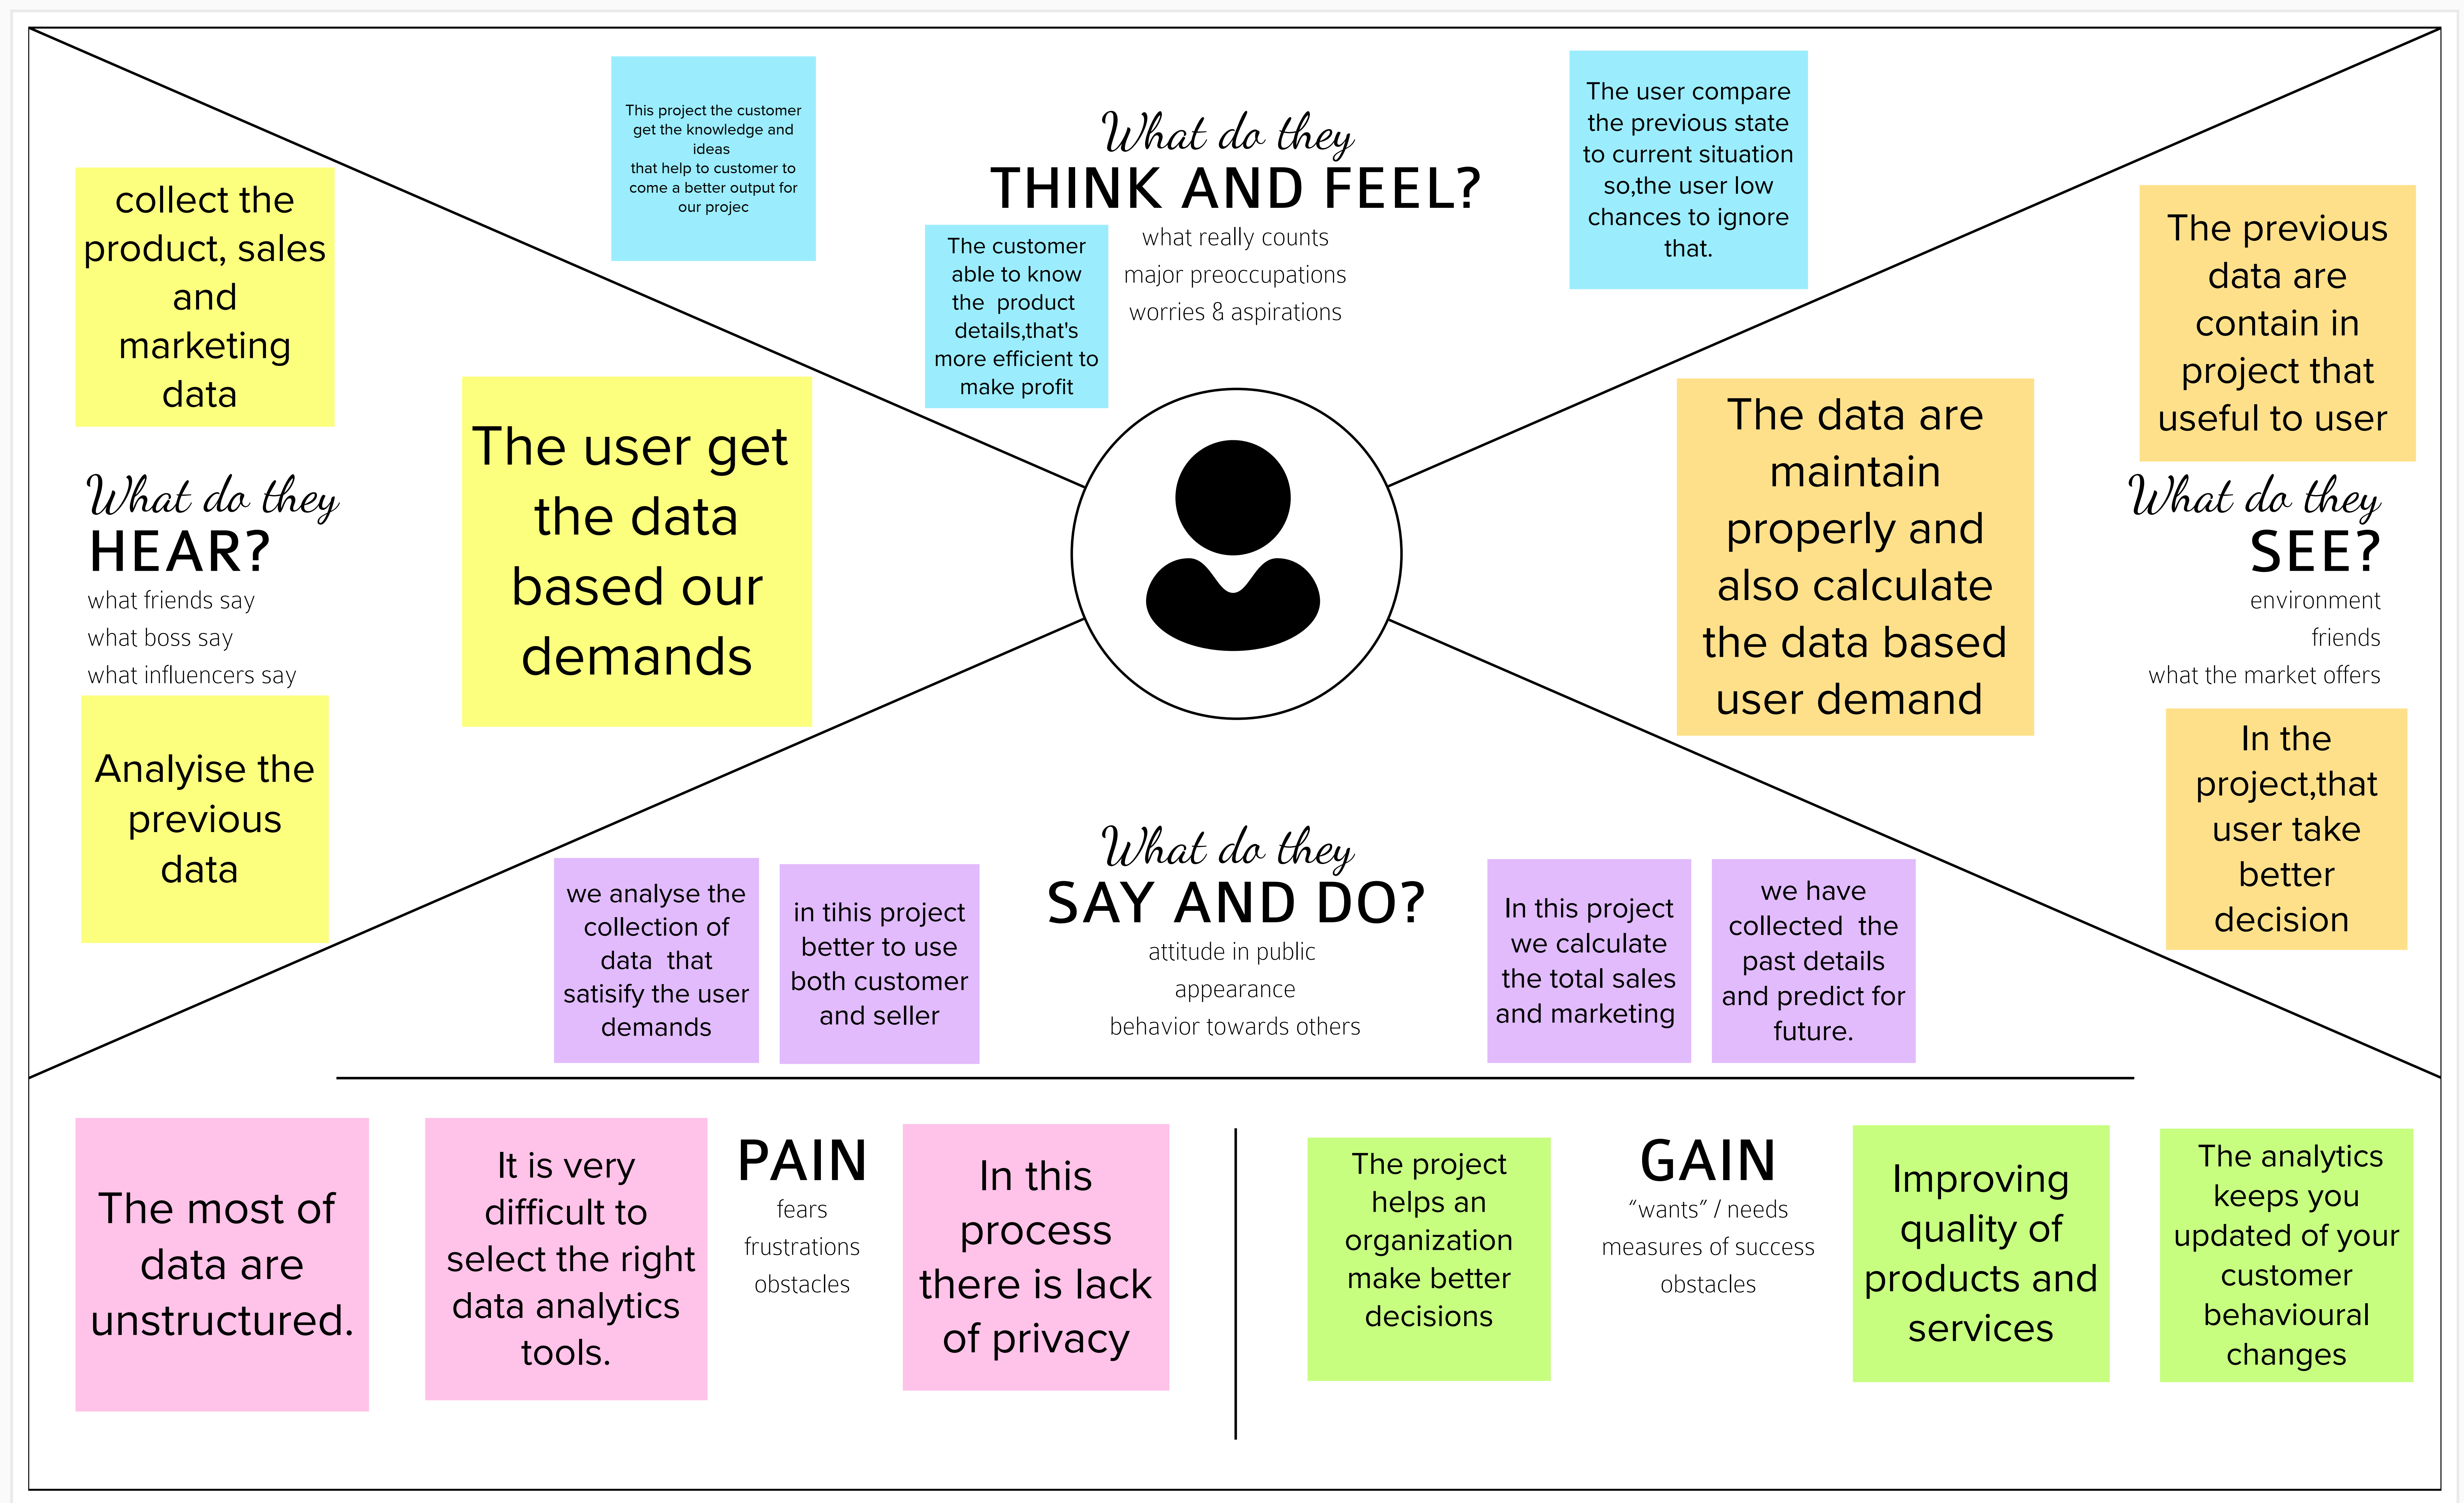 This project the customer
get the knowledge and
ideas
that help to customer to
come a better output for
our projec
What do they
THINK AND FEEL?
what really counts
major preoccupations
worries & aspirations
The customer
able to know
the product
details,that's
more efficient to
make profit
The user compare
the previous state
to current situation
so,the user low
chances to ignore
that.
collect the
product, sales
and
marketing
data
What do they
HEAR?
what friends say
what boss say
what influencers say
The user get
the data
based our
demands
Analyise the
previous
data
The data are
maintain
properly and
also calculate
the data based
user demand
The previous
data are
contain in
project that
useful to user
What do they
SEE?
environment
friends
what the market offers
In the
project,that
user take
better
decision
we analyse the
collection of
data that
satisify the user
demands
in tihis project
better to use
both customer
and seller
What do they
SAY AND DO?
attitude in public
appearance
behavior towards others
In this project
we calculate
the total sales
and marketing
we have
collected the
past details
and predict for
future.
The most of
data are
unstructured.
It is very
difficult to
select the right
data analytics
tools.
PAIN
fears
frustrations
obstacles
In this
process
there is lack
of privacy
The project
helps an
organization
make better
decisions
GAIN
“wants” / needs
measures of success
obstacles
Improving
quality of
products and
services
The analytics
keeps you
updated of your
customer
behavioural
changes